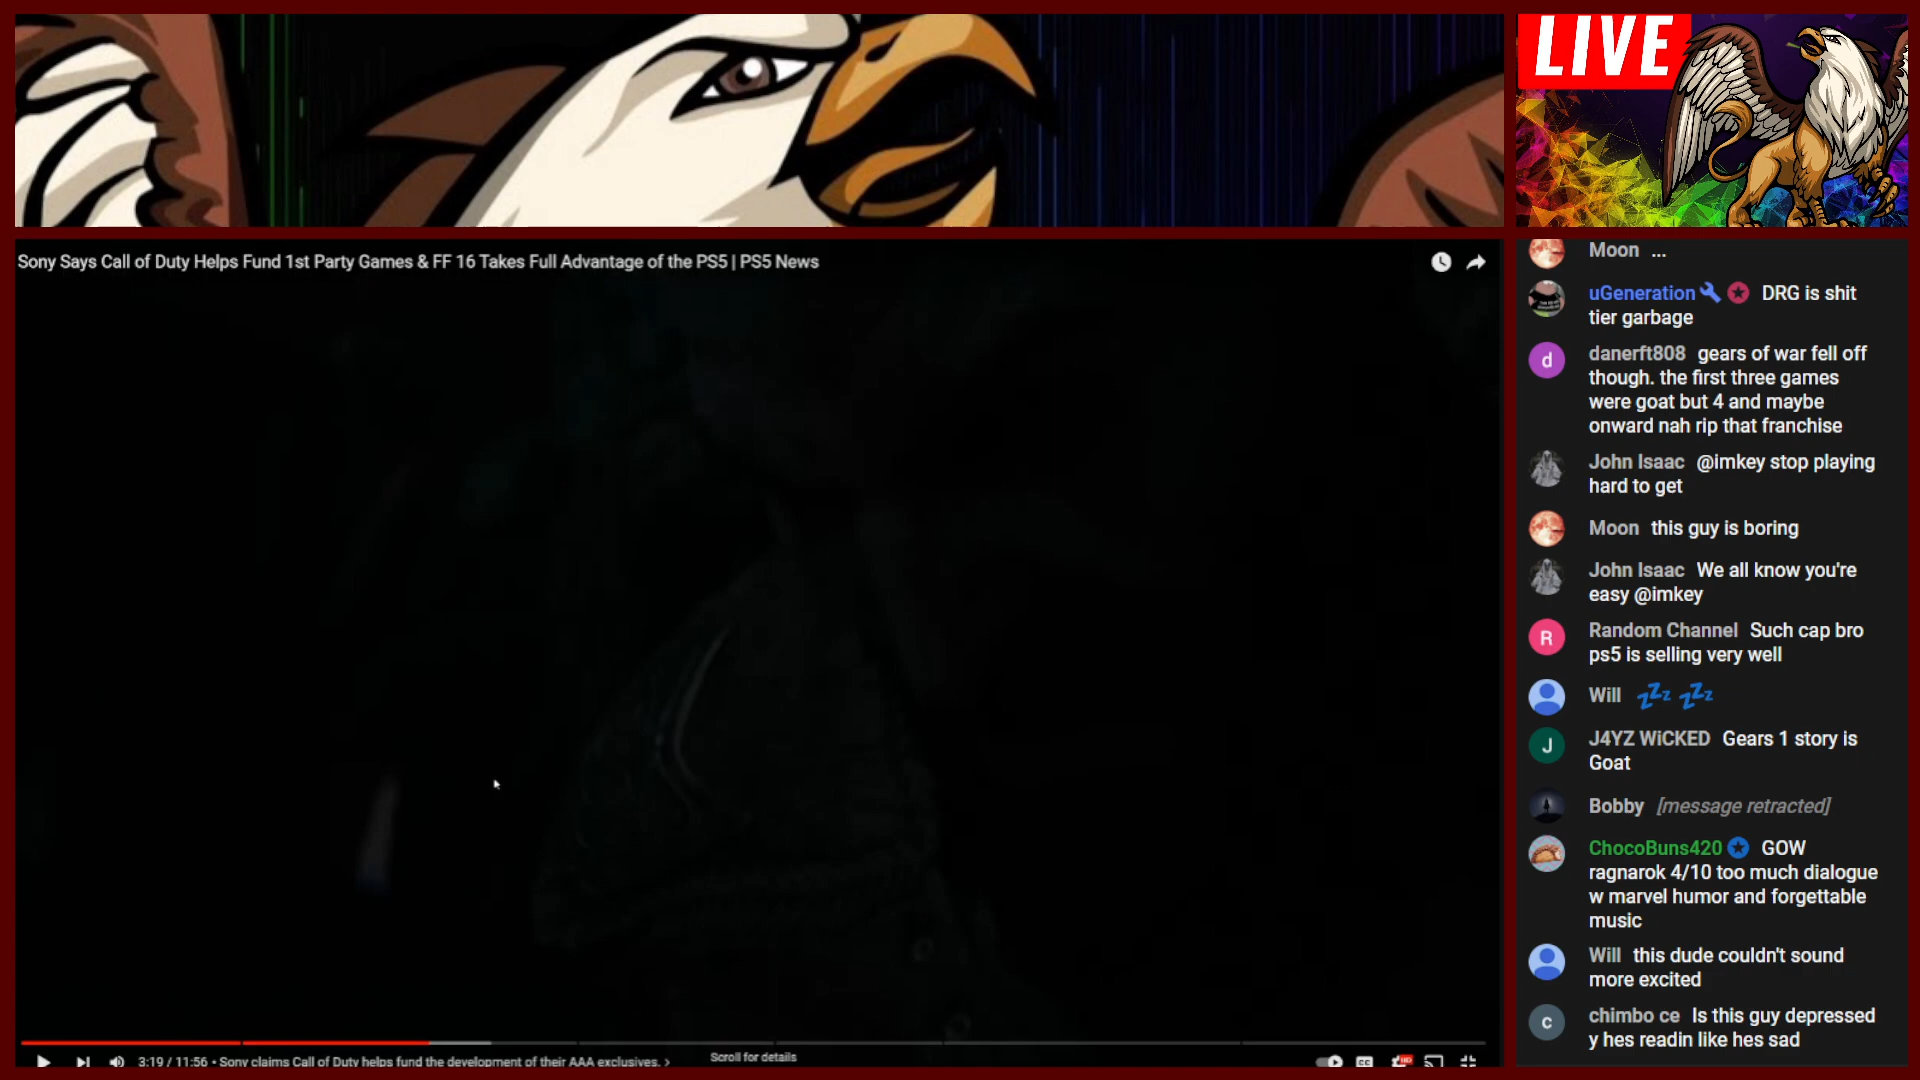 LIVE
Sony Says Call of Duty Helps Fund 1st Party Games & FF 16 Takes Full Advantage of the PS5 | PS5 News
Moon ...
uGeneration DRG is shit
tier garbage
danerft808 gears of war fell off
though. the first three games
were goat but 4 and maybe
onward nah rip that franchise
John Isaac @imkey stop playing
hard to get
Moon this guy is boring
John Isaac We all know you're
easy @imkey
R Random Channel Such cap bro
ps5 is selling very well
Will zzz zzz
J J4YZ WiCKED Gears 1 story is
Goat
Bobby [message retracted]
ChocoBuns420 GOW
ragnarok 4/10 too much dialogue
w marvel humor and forgettable
music
Will this dude couldn't sound
more excited
c chimbo ce Is this guy depressed
y hes readin like hes sad
3:19 / 11:56 • Sony claims Call of Duty helps fund the development of their AAA exclusives. >
Scroll for details
CC
HD